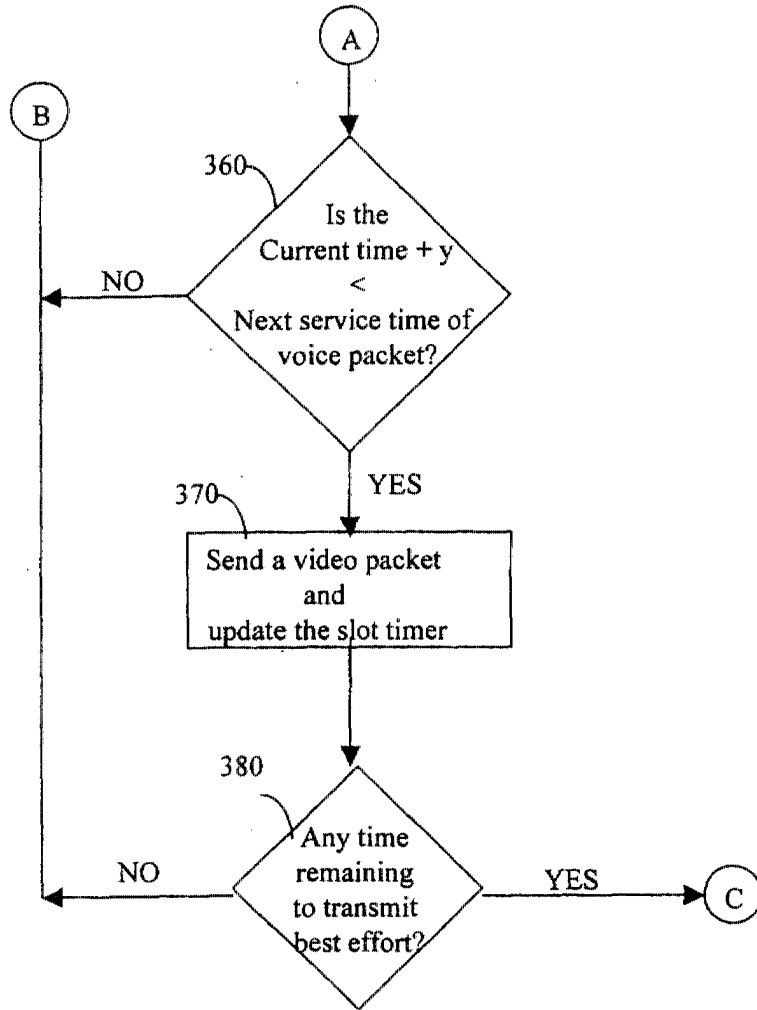 A
B
360
Is the
Current time + y
<
Next service time of
voice packet?
NO
YES
370
Send a video packet
and
update the slot timer
380
Any time
remaining
to transmit
best effort?
NO
YES
C